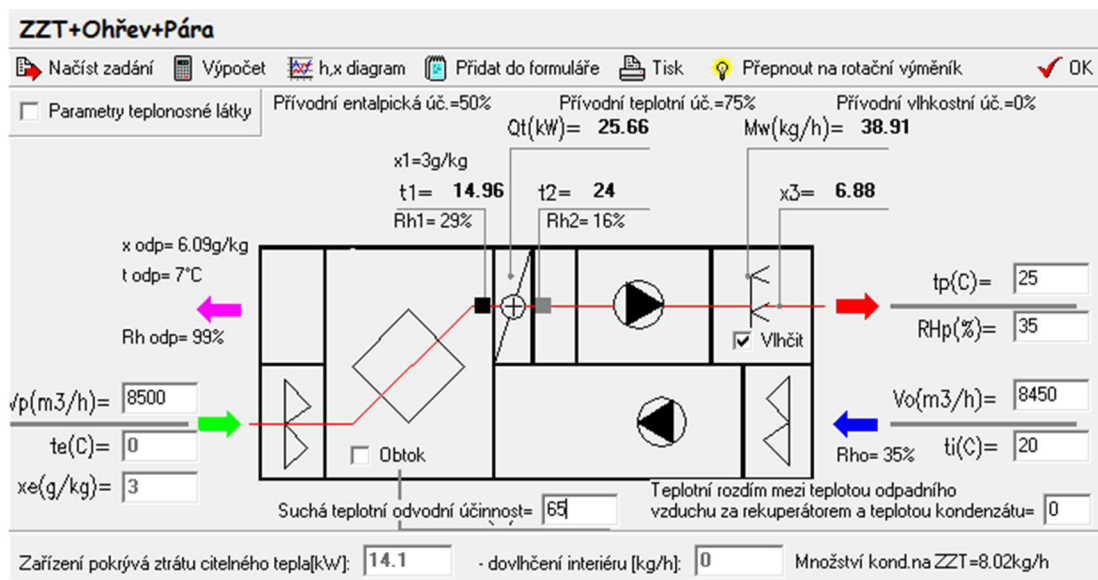 ZZT+Ohřev+Pára
Načíst zadání Výpočet h,x diagram Přidat do formuláře Tisk Přepnout na rotační výměník OK
Parametry teplonosné látky Přívodní entalpická úč.=50% Přívodní teplotní úč.=75% Přívodní vlhkostní úč.=0%
Qt(kW)= 25.66 Mw(kg/h)= 38.91
x1=3g/kg
t1= 14.96 t2= 24 x3= 6.88
Rh1= 29% Rh2= 16%
x odp= 6.09g/kg
t odp= 7°C tp(C)= 25
Rh odp= 99% Vlhčit RHp(%)= 35
Vp(m3/h)= 8500 Vo(m3/h)= 8450
te(C)= 0 Obtok Rho= 35% ti(C)= 20
xe(g/kg)= 3
Suchá teplotní odvodní účinnost= 65 Teplotní rozdím mezi teplotou odpadního
vzduchu za rekuperátorem a teplotou kondenzátu= 0
Zařízení pokrývá ztrátu citelného tepla[kW]: 14.1 - dovlhčení interiéru [kg/h]: 0 Množství kond.na ZZT=8.02kg/h